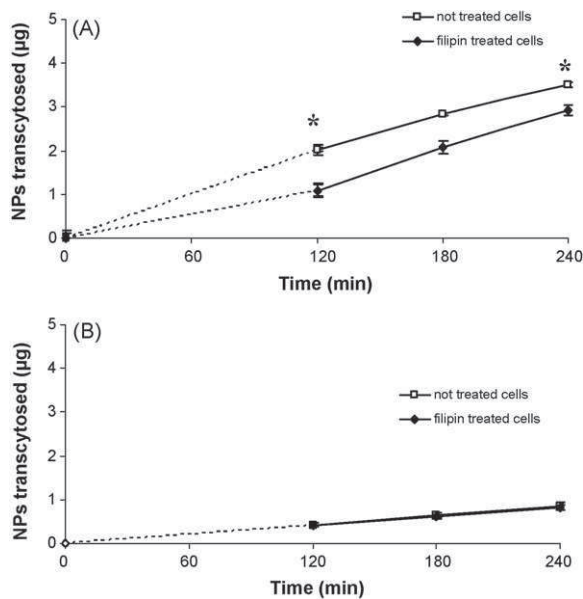 (A)
not treated cells
filipin treated cells
NPs transcytosed (µg)
5
4
3
2
1
0
*
*
0 60 120 180 240
Time (min)
(B)
not treated cells
filipin treated cells
NPs transcytosed (µg)
5
4
3
2
1
0
0 60 120 180 240
Time (min)